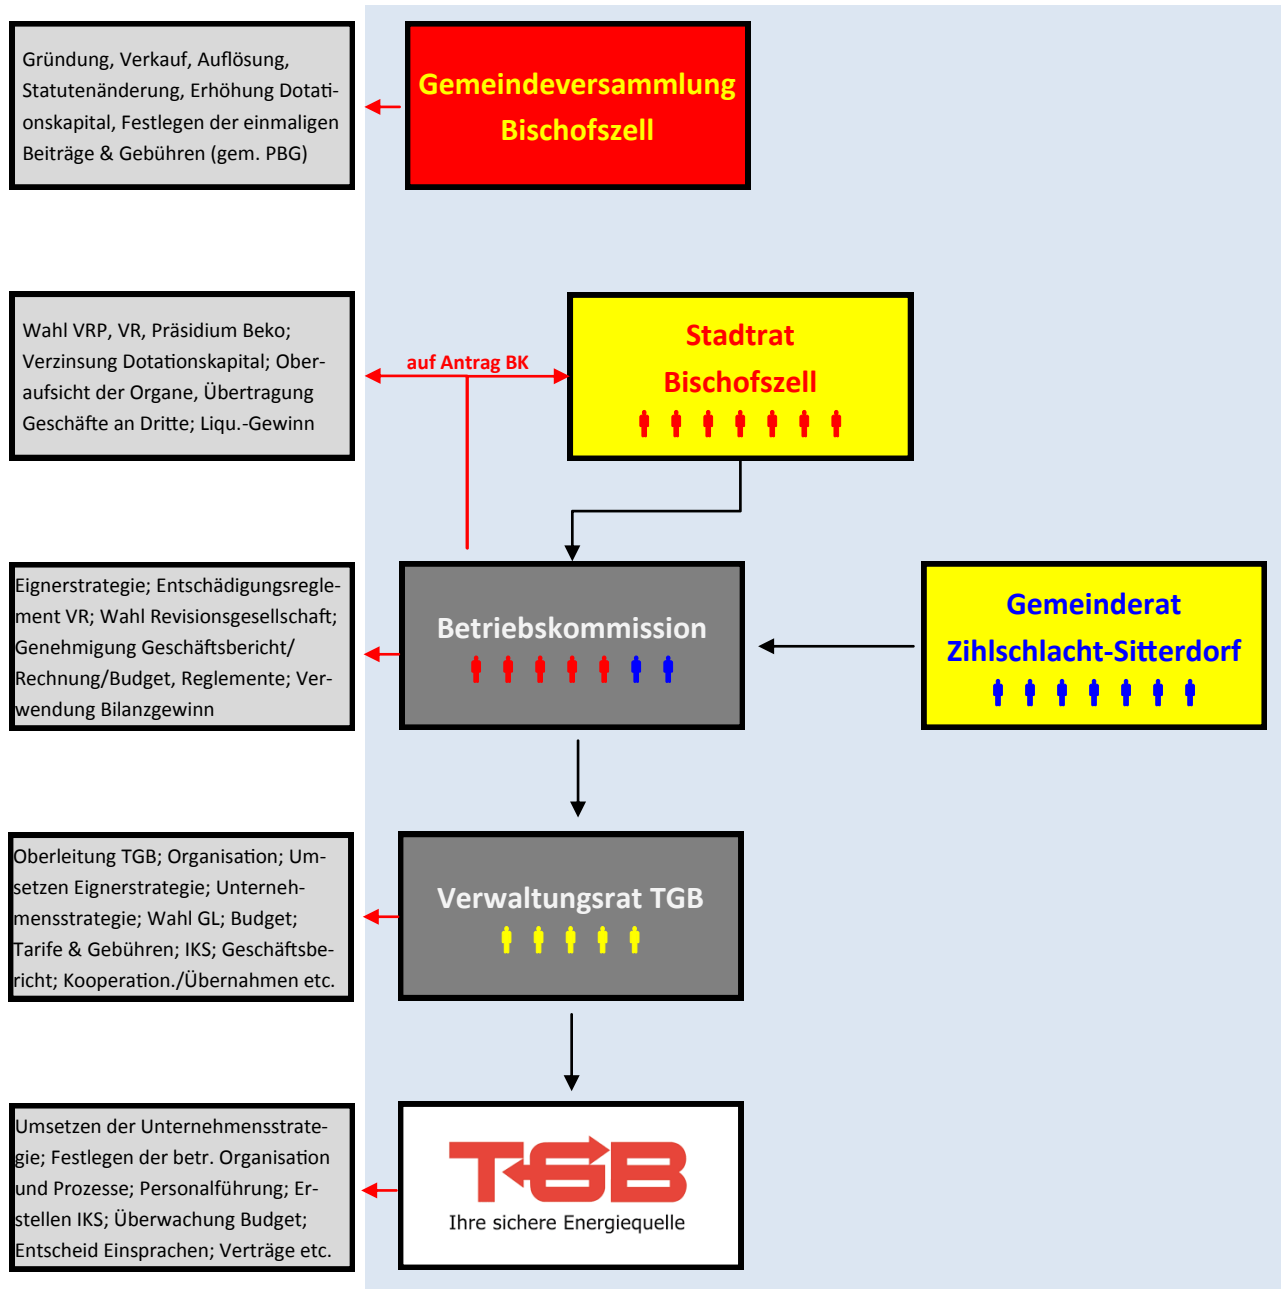 Gründung, Verkauf, Auflösung,
Statutenänderung, Erhöhung Dotati-
onskapital, Festlegen der einmaligen
Beiträge & Gebühren (gem. PBG)
Gemeindeversammlung
Bischofszell
Wahl VRP, VR, Präsidium Beko;
Verzinsung Dotationskapital; Ober-
aufsicht der Organe, Übertragung
Geschäfte an Dritte; Liqu.-Gewinn
auf Antrag BK
Stadtrat
Bischofszell
Eignerstrategie; Entschädigungsregle-
ment VR; Wahl Revisionsgesellschaft;
Genehmigung Geschäftsbericht/
Rechnung/Budget, Reglemente; Ver-
wendung Bilanzgewinn
Betriebskommission
Gemeinderat
Zihlschlacht-Sitterdorf
Oberleitung TGB; Organisation; Um-
setzen Eignerstrategie; Unterneh-
mensstrategie; Wahl GL; Budget;
Tarife & Gebühren; IKS; Geschäftsbe-
richt; Kooperation./Übernahmen etc.
Verwaltungsrat TGB
Umsetzen der Unternehmensstrate-
gie; Festlegen der betr. Organisation
und Prozesse; Personalführung; Er-
stellen IKS; Überwachung Budget;
Entscheid Einsprachen; Verträge etc.
TGB
Ihre sichere Energiequelle